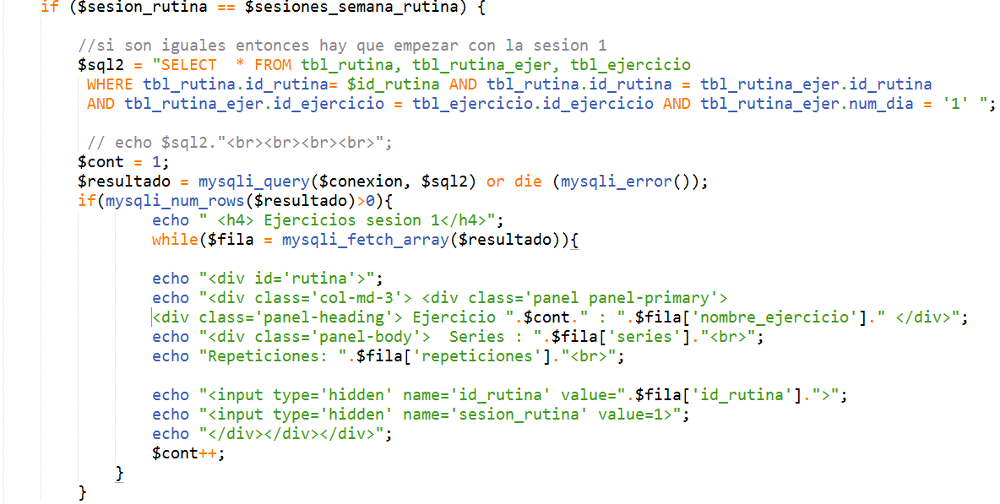 if ($sesion_rutina == $sesiones_semana_rutina) {
//si son iguales entonces hay que empezar con la sesion 1
$sql2 = "SELECT  * FROM tbl_rutina, tbl_rutina_ejer, tbl_ejercicio
WHERE tbl_rutina.id_rutina= $id_rutina AND tbl_rutina.id_rutina = tbl_rutina_ejer.id_rutina
AND tbl_rutina_ejer.id_ejercicio = tbl_ejercicio.id_ejercicio AND tbl_rutina_ejer.num_dia = '1' ";
// echo $sql2."<br><br><br><br>";
$cont = 1;
$resultado = mysqli_query($conexion, $sql2) or die (mysqli_error());
if(mysqli_num_rows($resultado)>0){
echo " <h4> Ejercicios sesion 1</h4>";
while($fila = mysqli_fetch_array($resultado)){
echo "<div id='rutina'>";
echo "<div class='col-md-3'> <div class='panel panel-primary'>
<div class='panel-heading'> Ejercicio ".$cont." : ".$fila['nombre_ejercicio']." </div>";
echo "<div class='panel-body'>  Series : ".$fila['series']."<br>";
echo "Repeticiones: ".$fila['repeticiones']."<br>";
echo "<input type='hidden' name='id_rutina' value=".$fila['id_rutina'].">";
echo "<input type='hidden' name='sesion_rutina' value=1>";
echo "</div></div></div>";
$cont++;
}
}